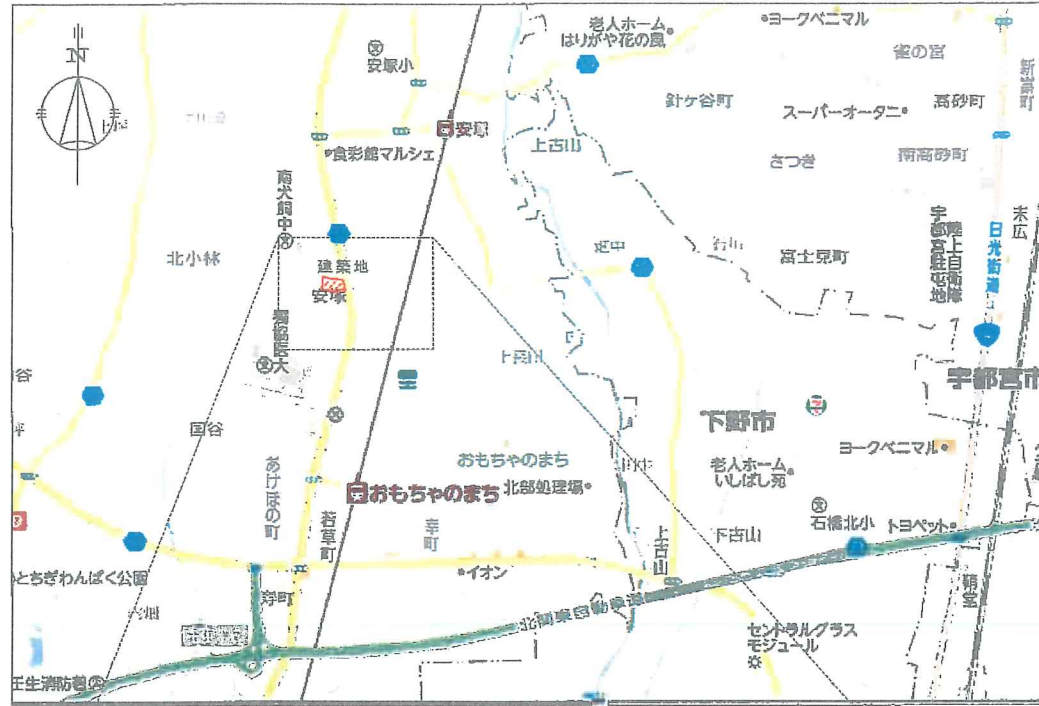 老人ホーム
はりがや花の風
ヨークベニマル
雀の宮
安塚小
N
針ケ谷町
スーパーオータニ
高砂町
安塚
食彩館マルシェ
上古山
さつき
南高砂町
南犬飼中
末広
陸上自衛隊
宇都宮駐屯地
日光街道
富士見町
北小林
建築地
安塚
獨協医大
宇都宮市
下野市
国谷
ヨークベニマル
おもちゃのまち
老人ホーム
いしばし苑
あけぼの町
おもちゃのまち
北部処理場
石橋北小
トヨペット
若草町
幸町
上古山
下古山
イオン
とちぎわんぱく公園
寿町
鞘堂
北関東自動車道
セントラルグラス
モジュール
壬生消防署